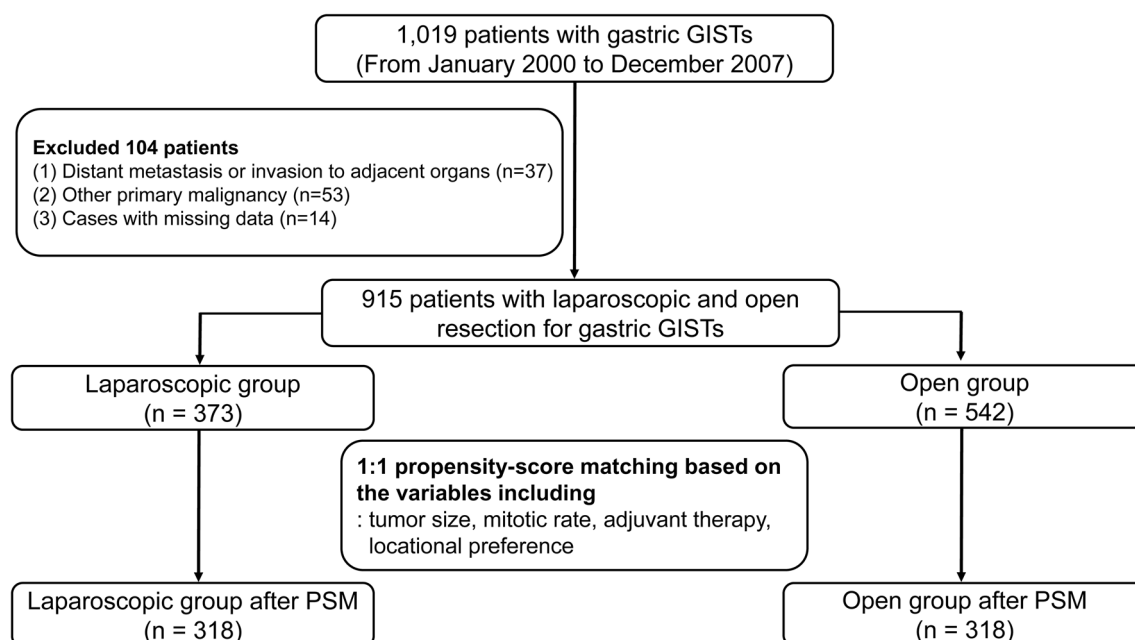 1,019 patients with gastric GISTs
(From January 2000 to December 2007)
Excluded 104 patients
(1) Distant metastasis or invasion to adjacent organs (n=37)
(2) Other primary malignancy (n=53)
(3) Cases with missing data (n=14)
915 patients with laparoscopic and open
resection for gastric GISTs
Laparoscopic group
(n = 373)
Open group
(n = 542)
1:1 propensity-score matching based on
the variables including
: tumor size, mitotic rate, adjuvant therapy,
locational preference
Laparoscopic group after PSM
(n = 318)
Open group after PSM
(n = 318)